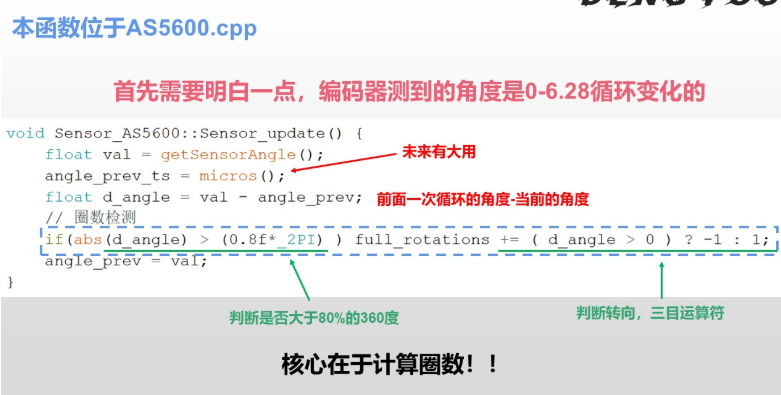 本函数位于AS5600.cpp
首先需要明白一点，编码器测到的角度是0-6.28循环变化的
void Sensor_AS5600::Sensor_update() {
float val = getSensorAngle();
未来有大用
angle_prev_ts = micros();
float d_angle = val - angle_prev;
前面一次循环的角度-当前的角度
// 圈数检测
if(abs(d_angle) > (0.8f*_2PI) ) full_rotations += ( d_angle > 0 ) ? -1 : 1;
angle_prev = val;
}
判断是否大于80%的360度
判断转向，三目运算符
核心在于计算圈数！！